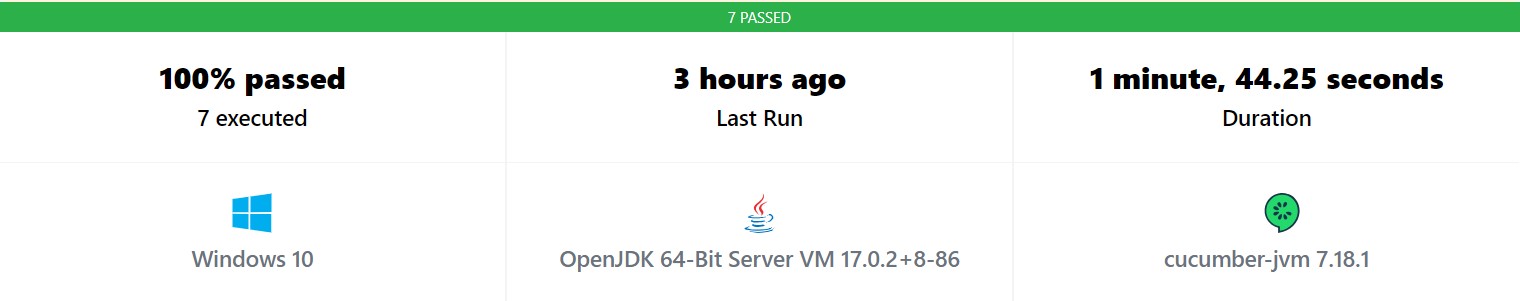 7 PASSED
100% passed
7 executed
3 hours ago
Last Run
1 minute, 44.25 seconds
Duration
Windows 10
OpenJDK 64-Bit Server VM 17.0.2+8-86
cucumber-jvm 7.18.1